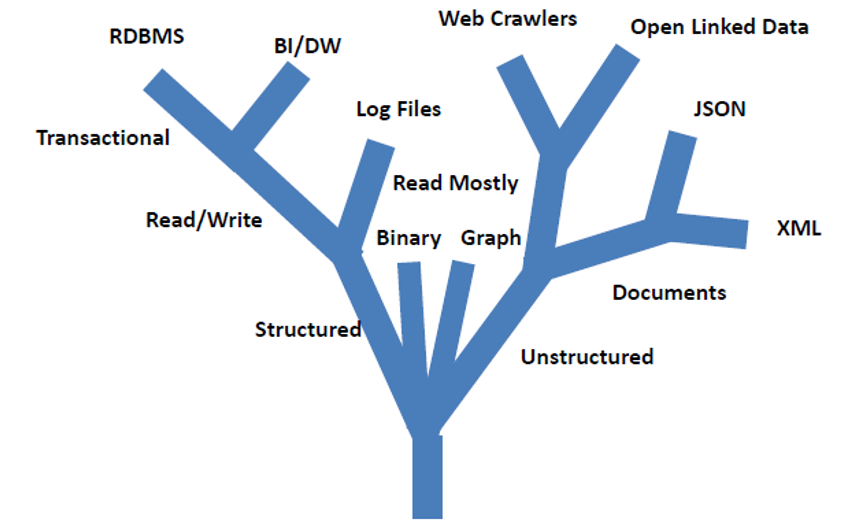 Web Crawlers
Open Linked Data
RDBMS
BI/DW
Log Files
JSON
Transactional
Read Mostly
Read/Write
XML
Binary
Graph
Documents
Structured
Unstructured